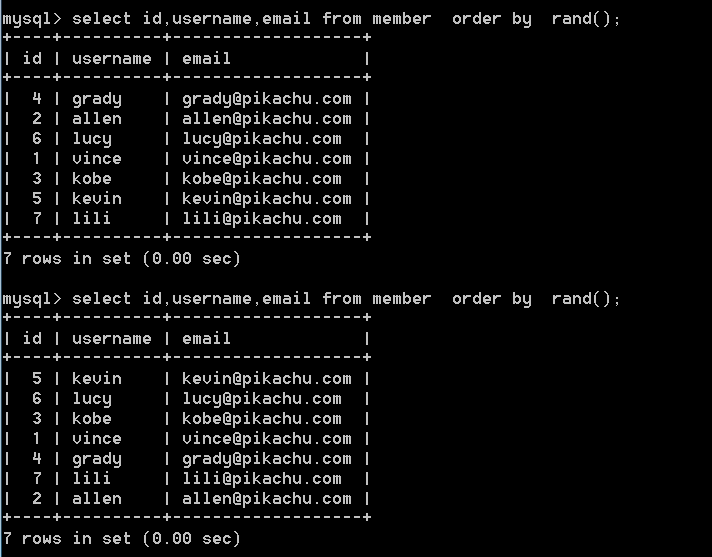 mysql> select id,username,email from member  order by  rand();
+----+----------+-------------------+
| id | username | email             |
+----+----------+-------------------+
|  4 | grady    | grady@pikachu.com |
|  2 | allen    | allen@pikachu.com |
|  6 | lucy     | lucy@pikachu.com  |
|  1 | vince    | vince@pikachu.com |
|  3 | kobe     | kobe@pikachu.com  |
|  5 | kevin    | kevin@pikachu.com |
|  7 | lili     | lili@pikachu.com  |
+----+----------+-------------------+
7 rows in set (0.00 sec)
mysql> select id,username,email from member  order by  rand();
+----+----------+-------------------+
| id | username | email             |
+----+----------+-------------------+
|  5 | kevin    | kevin@pikachu.com |
|  6 | lucy     | lucy@pikachu.com  |
|  3 | kobe     | kobe@pikachu.com  |
|  1 | vince    | vince@pikachu.com |
|  4 | grady    | grady@pikachu.com |
|  7 | lili     | lili@pikachu.com  |
|  2 | allen    | allen@pikachu.com |
+----+----------+-------------------+
7 rows in set (0.00 sec)